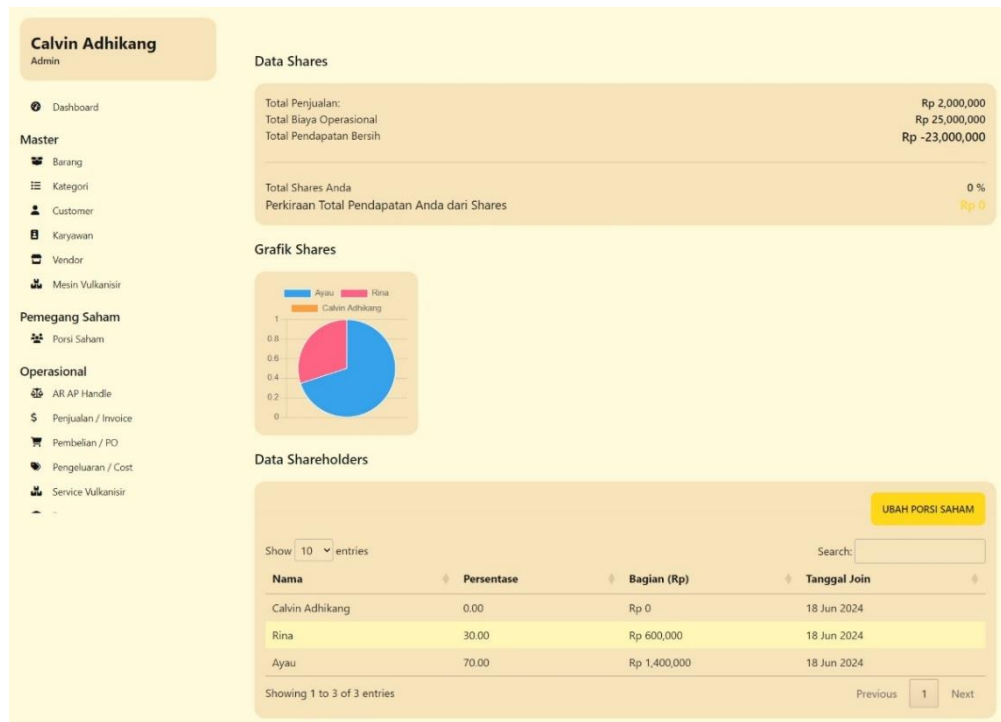 Calvin Adhikang
Admin
Dashboard
Master
Barang
Kategori
Customer
Karyawan
Vendor
Mesin Vulkanisir
Pemegang Saham
Porsi Saham
Operasional
AR AP Handle
Penjualan / Invoice
Pembelian / PO
Pengeluaran / Cost
Service Vulkanisir
Data Shares
Total Penjualan: Rp 2,000,000
Total Biaya Operasional Rp 25,000,000
Total Pendapatan Bersih Rp -23,000,000
Total Shares Anda 0 %
Perkiraan Total Pendapatan Anda dari Shares Rp 0
Grafik Shares
Ayau Rina
Calvin Adhikang
1
0.8
0.6
0.4
0.2
0
Data Shareholders
UBAH PORSI SAHAM
Show 10 entries Search:
Nama Persentase Bagian (Rp) Tanggal Join
Calvin Adhikang 0.00 Rp 0 18 Jun 2024
Rina 30.00 Rp 600,000 18 Jun 2024
Ayau 70.00 Rp 1,400,000 18 Jun 2024
Showing 1 to 3 of 3 entries Previous 1 Next